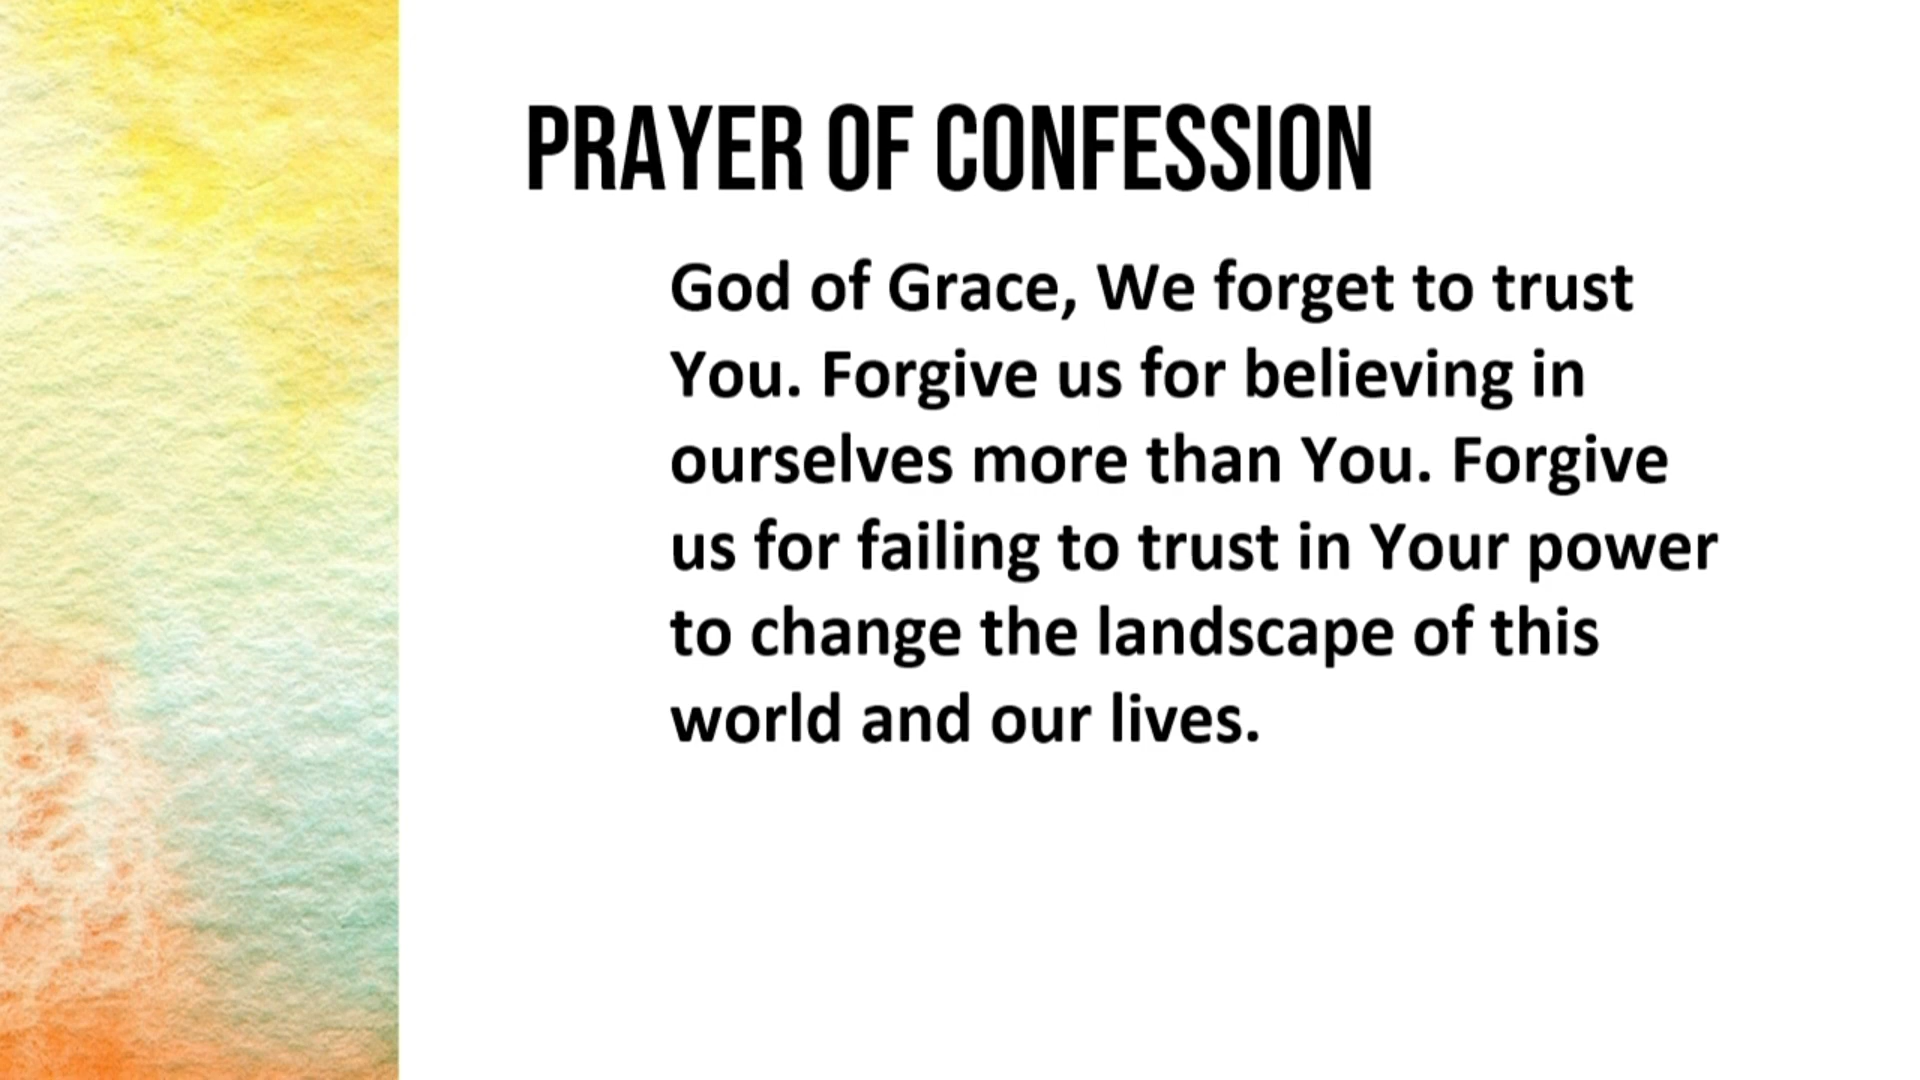 PRAYER OF CONFESSION
God of Grace, We forget to trust
You. Forgive us for believing in
ourselves more than You. Forgive
us for failing to trust in Your power
to change the landscape of this
world and our lives.